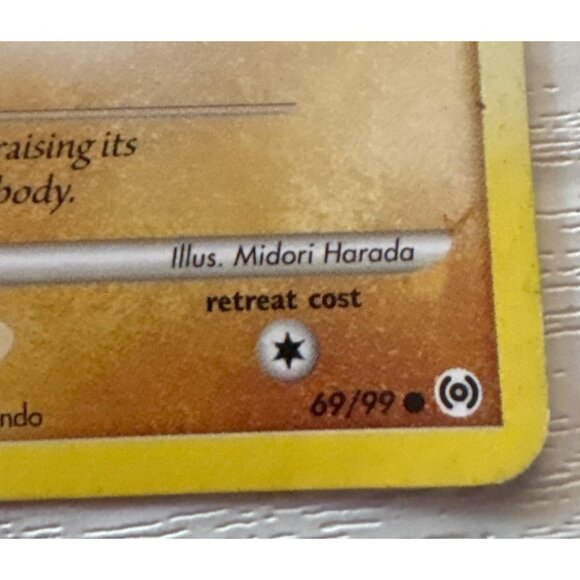 raising its
body.
Illus. Midori Harada
retreat cost
69/99
ndo